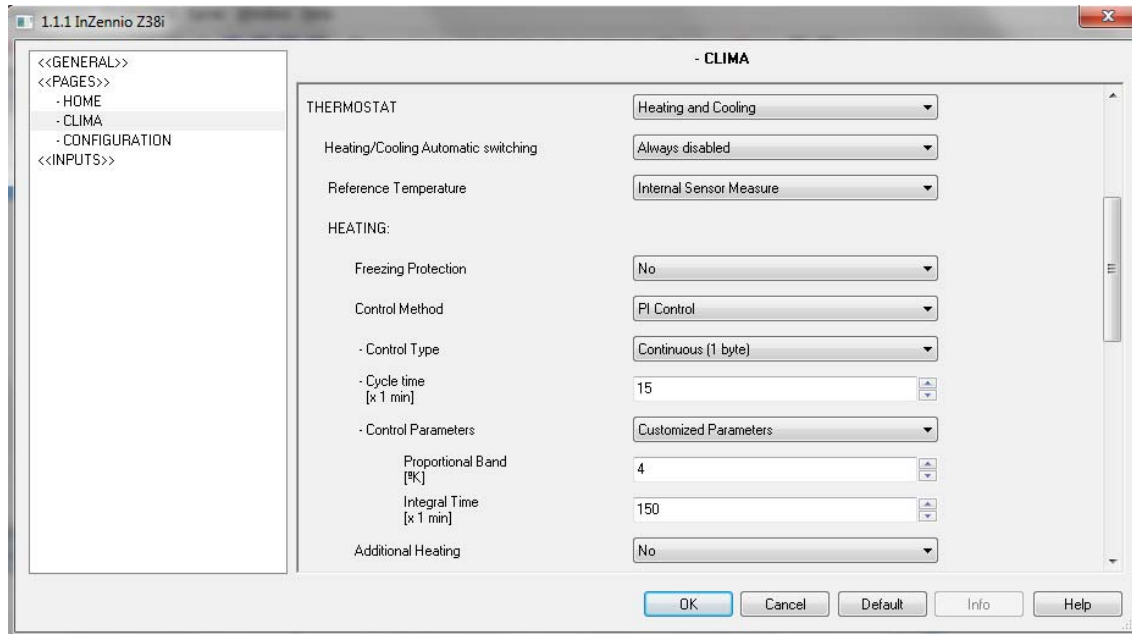 1.1.1 InZennio Z38i
<<GENERAL>>
<<PAGES>>
- HOME
- CLIMA
- CONFIGURATION
<<INPUTS>>
- CLIMA
THERMOSTAT Heating and Cooling
Heating/Cooling Automatic switching Always disabled
Reference Temperature Internal Sensor Measure
HEATING:
Freezing Protection No
Control Method PI Control
- Control Type Continuous (1 byte)
- Cycle time
[x 1 min] 15
- Control Parameters Customized Parameters
Proportional Band
[ºK] 4
Integral Time
[x 1 min] 150
Additional Heating No
OK Cancel Default Info Help